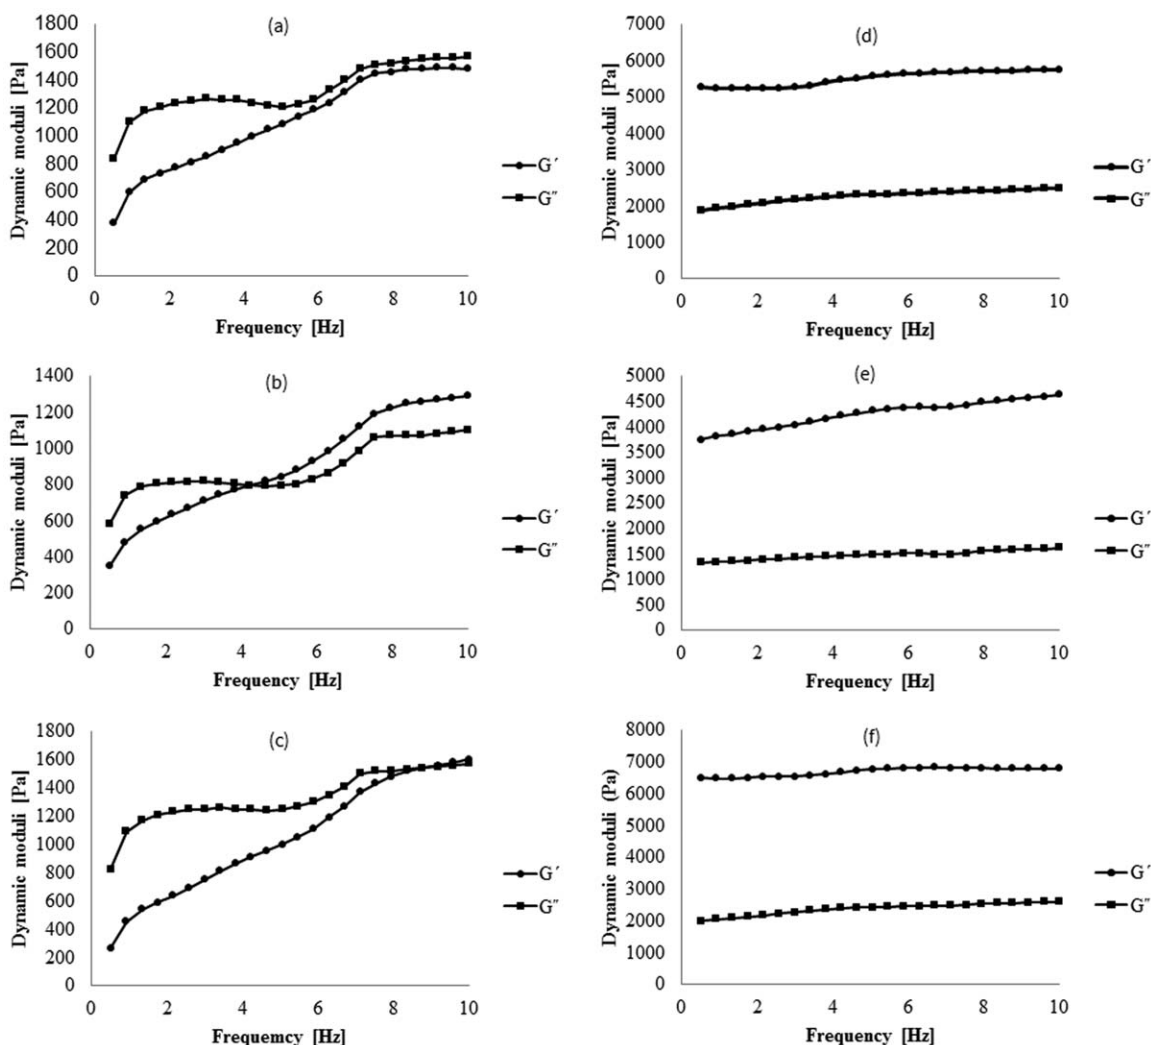 (a)
Dynamic moduli [Pa]
1800
1600
1400
1200
1000
800
600
400
200
0
0 2 4 6 8 10
Frequency [Hz]
G′
G″
(d)
Dynamic moduli [Pa]
7000
6000
5000
4000
3000
2000
1000
0
0 2 4 6 8 10
Frequency [Hz]
G′
G″
(b)
Dynamic moduli [Pa]
1400
1200
1000
800
600
400
200
0
0 2 4 6 8 10
Frequency [Hz]
G′
G″
(e)
Dynamic moduli [Pa]
5000
4500
4000
3500
3000
2500
2000
1500
1000
500
0
0 2 4 6 8 10
Frequency [Hz]
G′
G″
(c)
Dynamic moduli [Pa]
1800
1600
1400
1200
1000
800
600
400
200
0
0 2 4 6 8 10
Frequemcy [Hz]
G′
G″
(f)
Dynamic moduli (Pa)
8000
7000
6000
5000
4000
3000
2000
1000
0
0 2 4 6 8 10
Frequency [Hz]
G′
G″